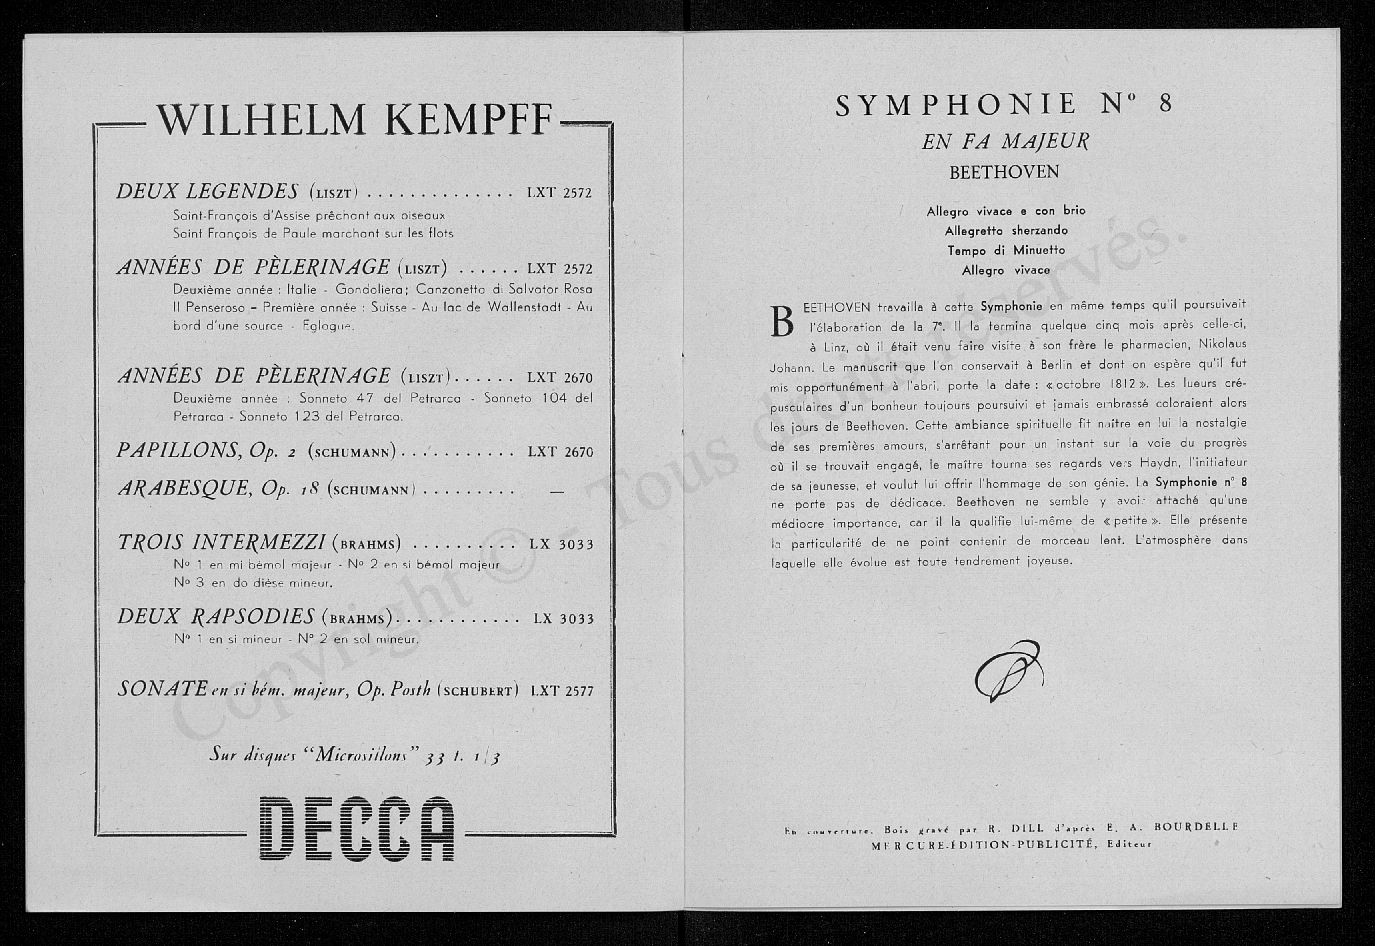 WILHELM KEMPFF
DEUX LEGENDES (LISZT) . . . . . . . . . . . . . . LXT 2572
Saint-François d'Assise prêchant aux oiseaux
Saint François de Paule marchant sur les flots
ANNÉES DE PÈLERINAGE (LISZT) . . . . . . LXT 2572
Deuxième année : Italie - Gondoliera; Canzonetta di Salvator Rosa
Il Penseroso - Première année : Suisse - Au lac de Wallenstadt - Au
bord d'une source - Eglogue.
ANNÉES DE PÈLERINAGE (LISZT) . . . . . . LXT 2670
Deuxième année : Sonneto 47 del Petrarca - Sonneto 104 del
Petrarca - Sonneto 123 del Petrarca.
PAPILLONS, Op. 2 (SCHUMANN) . . . . . . . . . . . LXT 2670
ARABESQUE, Op. 18 (SCHUMANN) . . . . . . . . . —
TROIS INTERMEZZI (BRAHMS) . . . . . . . . . . LX 3033
Nº 1 en mi bémol majeur - Nº 2 en si bémol majeur
Nº 3 en do dièse mineur.
DEUX RAPSODIES (BRAHMS) . . . . . . . . . . . . LX 3033
Nº 1 en si mineur - Nº 2 en sol mineur.
SONATE en si bém. majeur, Op. Posth (SCHUBERT) LXT 2577
Sur disques "Microsillons" 33 t. 1/3
DECCA
SYMPHONIE Nº 8
EN FA MAJEUR
BEETHOVEN
Allegro vivace e con brio
Allegretto sherzando
Tempo di Minuetto
Allegro vivace
BEETHOVEN travailla à cette Symphonie en même temps qu'il poursuivait
l'élaboration de la 7e. Il la termina quelque cinq mois après celle-ci,
à Linz, où il était venu faire visite à son frère le pharmacien, Nikolaus
Johann. Le manuscrit que l'on conservait à Berlin et dont on espère qu'il fut
mis opportunément à l'abri, porte la date : « octobre 1812 ». Les lueurs cré-
pusculaires d'un bonheur toujours poursuivi et jamais embrassé coloraient alors
les jours de Beethoven. Cette ambiance spirituelle fit naître en lui la nostalgie
de ses premières amours, s'arrêtant pour un instant sur la voie du progrès
où il se trouvait engagé, le maître tourna ses regards vers Haydn, l'initiateur
de sa jeunesse, et voulut lui offrir l'hommage de son génie. La Symphonie nº 8
ne porte pas de dédicace. Beethoven ne semble y avoir attaché qu'une
médiocre importance, car il la qualifie lui-même de « petite ». Elle présente
la particularité de ne point contenir de morceau lent. L'atmosphère dans
laquelle elle évolue est toute tendrement joyeuse.
En couverture. Bois gravé par R. DILL d'après E. A. BOURDELLE
MERCURE-ÉDITION-PUBLICITÉ, Editeur
Copyright © - Tous droits réservés.